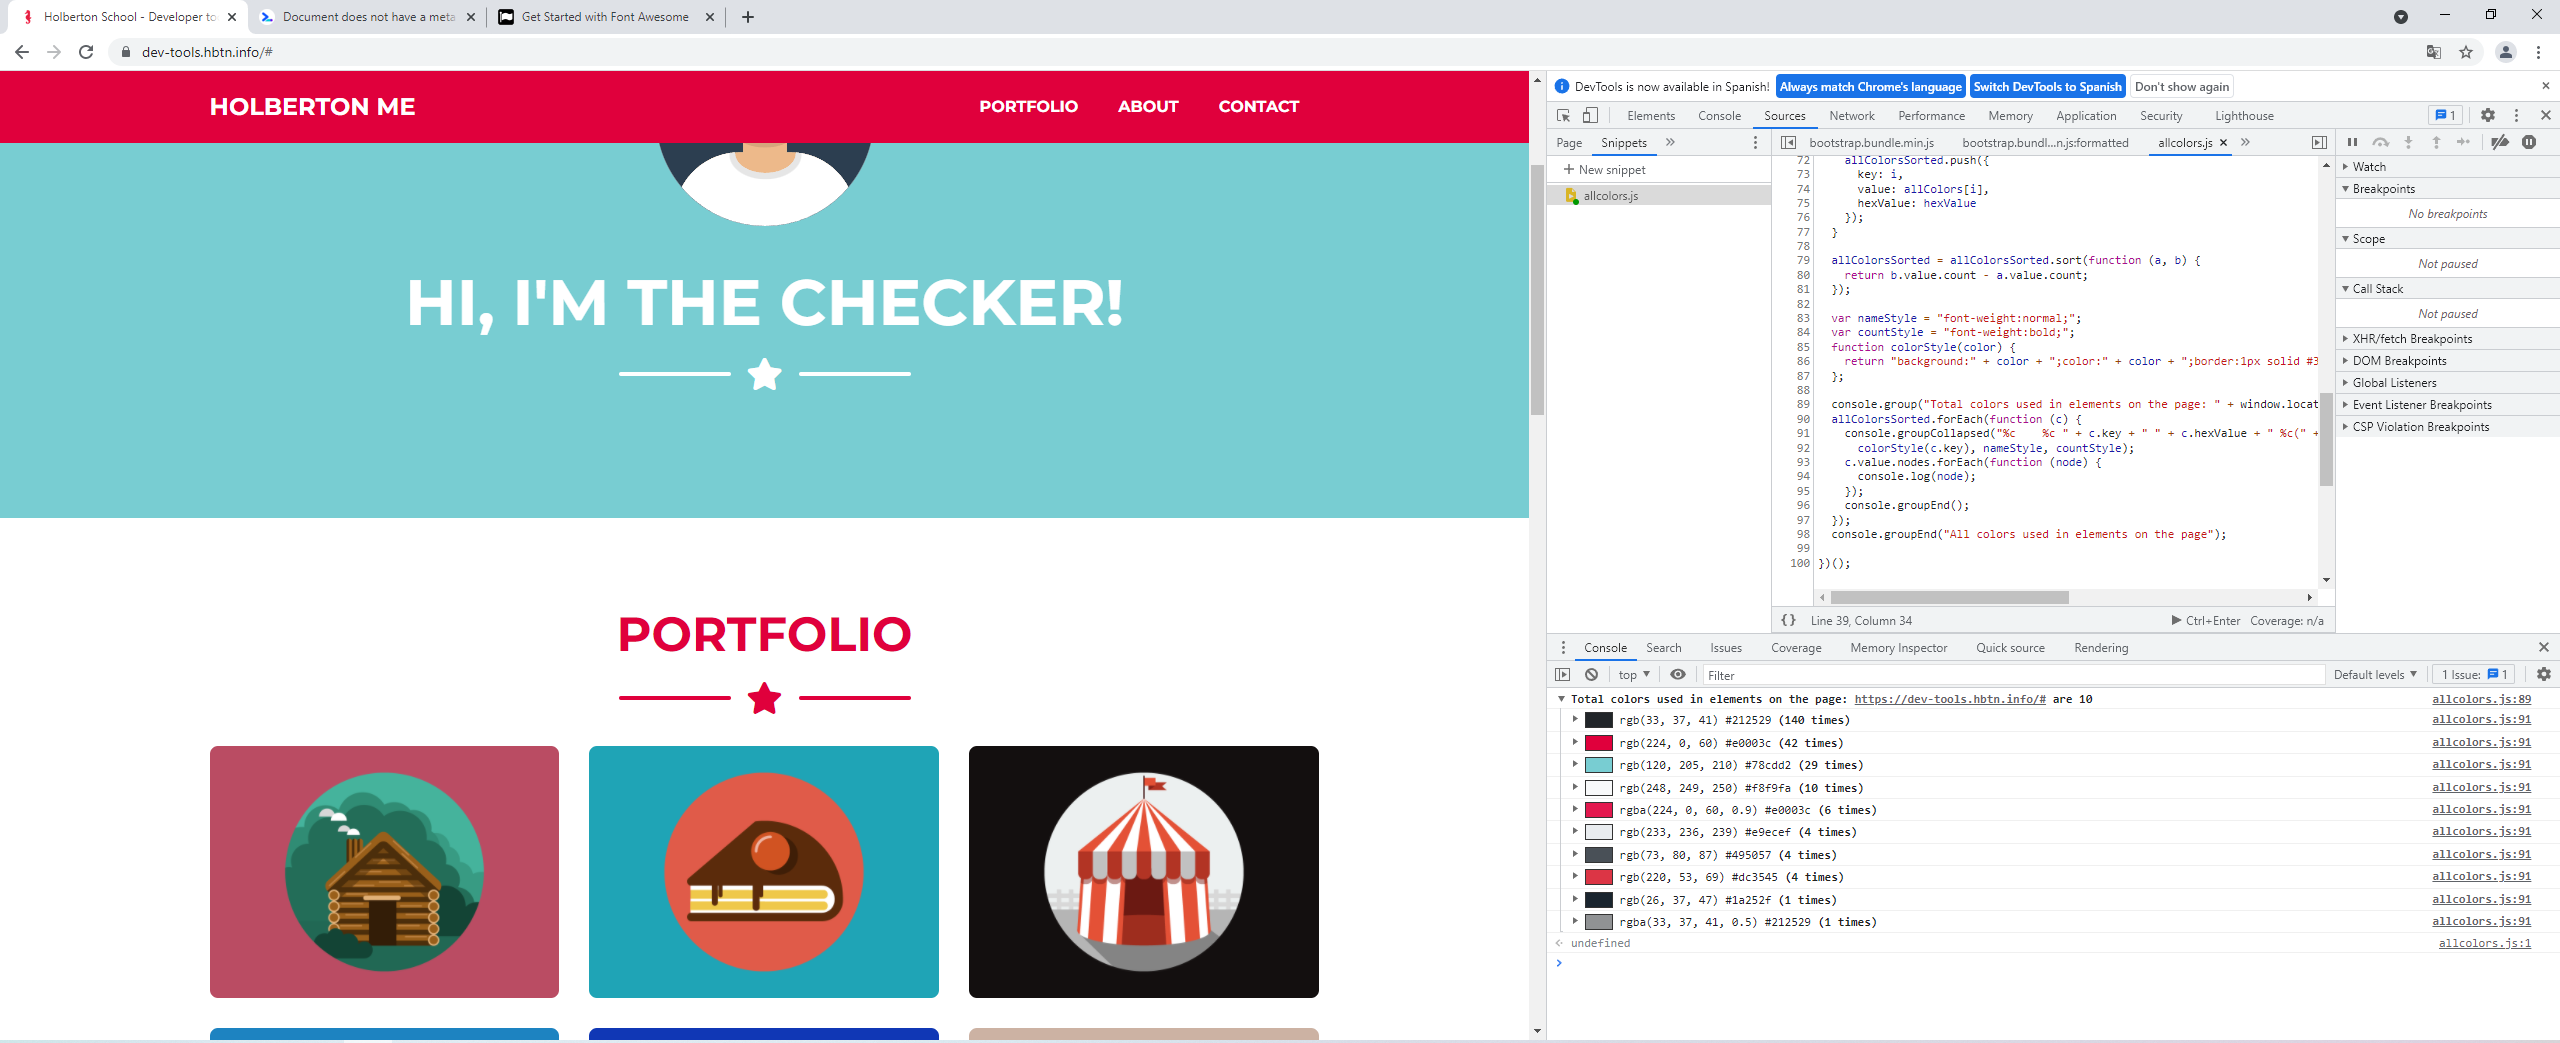 Holberton School - Developer to
Document does not have a meta
Get Started with Font Awesome
dev-tools.hbtn.info/#
HOLBERTON ME
PORTFOLIO ABOUT CONTACT
HI, I'M THE CHECKER!
PORTFOLIO
DevTools is now available in Spanish! Always match Chrome's language Switch DevTools to Spanish Don't show again
Elements Console Sources Network Performance Memory Application Security Lighthouse 1
Page Snippets
New snippet
allcolors.js
bootstrap.bundle.min.js bootstrap.bundl...n.js:formatted allcolors.js
72 allColorsSorted.push({
73 key: i,
74 value: allColors[i],
75 hexValue: hexValue
76 });
77 }
78
79 allColorsSorted = allColorsSorted.sort(function (a, b) {
80 return b.value.count - a.value.count;
81 });
82
83 var nameStyle = "font-weight:normal;";
84 var countStyle = "font-weight:bold;";
85 function colorStyle(color) {
86 return "background:" + color + ";color:" + color + ";border:1px solid #3
87 };
88
89 console.group("Total colors used in elements on the page: " + window.locat
90 allColorsSorted.forEach(function (c) {
91 console.groupCollapsed("%c    %c " + c.key + " " + c.hexValue + " %c(" +
92 colorStyle(c.key), nameStyle, countStyle);
93 c.value.nodes.forEach(function (node) {
94 console.log(node);
95 });
96 console.groupEnd();
97 });
98 console.groupEnd("All colors used in elements on the page");
99
100 })();
{} Line 39, Column 34 Ctrl+Enter Coverage: n/a
Watch
Breakpoints
No breakpoints
Scope
Not paused
Call Stack
Not paused
XHR/fetch Breakpoints
DOM Breakpoints
Global Listeners
Event Listener Breakpoints
CSP Violation Breakpoints
Console Search Issues Coverage Memory Inspector Quick source Rendering
top Filter Default levels 1 Issue: 1
Total colors used in elements on the page: https://dev-tools.hbtn.info/# are 10 allcolors.js:89
rgb(33, 37, 41) #212529 (140 times) allcolors.js:91
rgb(224, 0, 60) #e0003c (42 times) allcolors.js:91
rgb(120, 205, 210) #78cdd2 (29 times) allcolors.js:91
rgb(248, 249, 250) #f8f9fa (10 times) allcolors.js:91
rgba(224, 0, 60, 0.9) #e0003c (6 times) allcolors.js:91
rgb(233, 236, 239) #e9ecef (4 times) allcolors.js:91
rgb(73, 80, 87) #495057 (4 times) allcolors.js:91
rgb(220, 53, 69) #dc3545 (4 times) allcolors.js:91
rgb(26, 37, 47) #1a252f (1 times) allcolors.js:91
rgba(33, 37, 41, 0.5) #212529 (1 times) allcolors.js:91
undefined allcolors.js:1